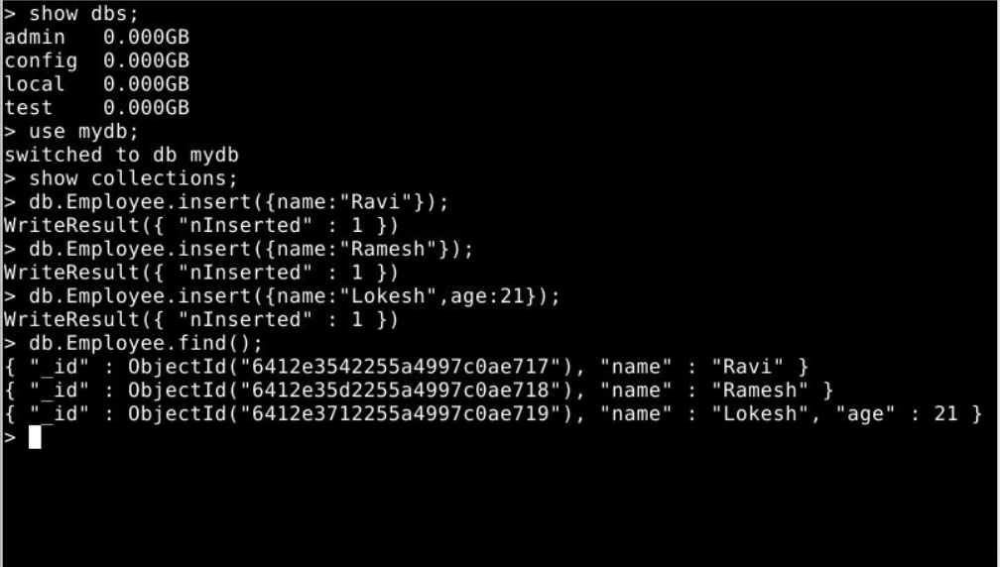 > show dbs;
admin   0.000GB
config  0.000GB
local   0.000GB
test    0.000GB
> use mydb;
switched to db mydb
> show collections;
> db.Employee.insert({name:"Ravi"});
WriteResult({ "nInserted" : 1 })
> db.Employee.insert({name:"Ramesh"});
WriteResult({ "nInserted" : 1 })
> db.Employee.insert({name:"Lokesh",age:21});
WriteResult({ "nInserted" : 1 })
> db.Employee.find();
{ "_id" : ObjectId("6412e3542255a4997c0ae717"), "name" : "Ravi" }
{ "_id" : ObjectId("6412e35d2255a4997c0ae718"), "name" : "Ramesh" }
{ "_id" : ObjectId("6412e3712255a4997c0ae719"), "name" : "Lokesh", "age" : 21 }
>